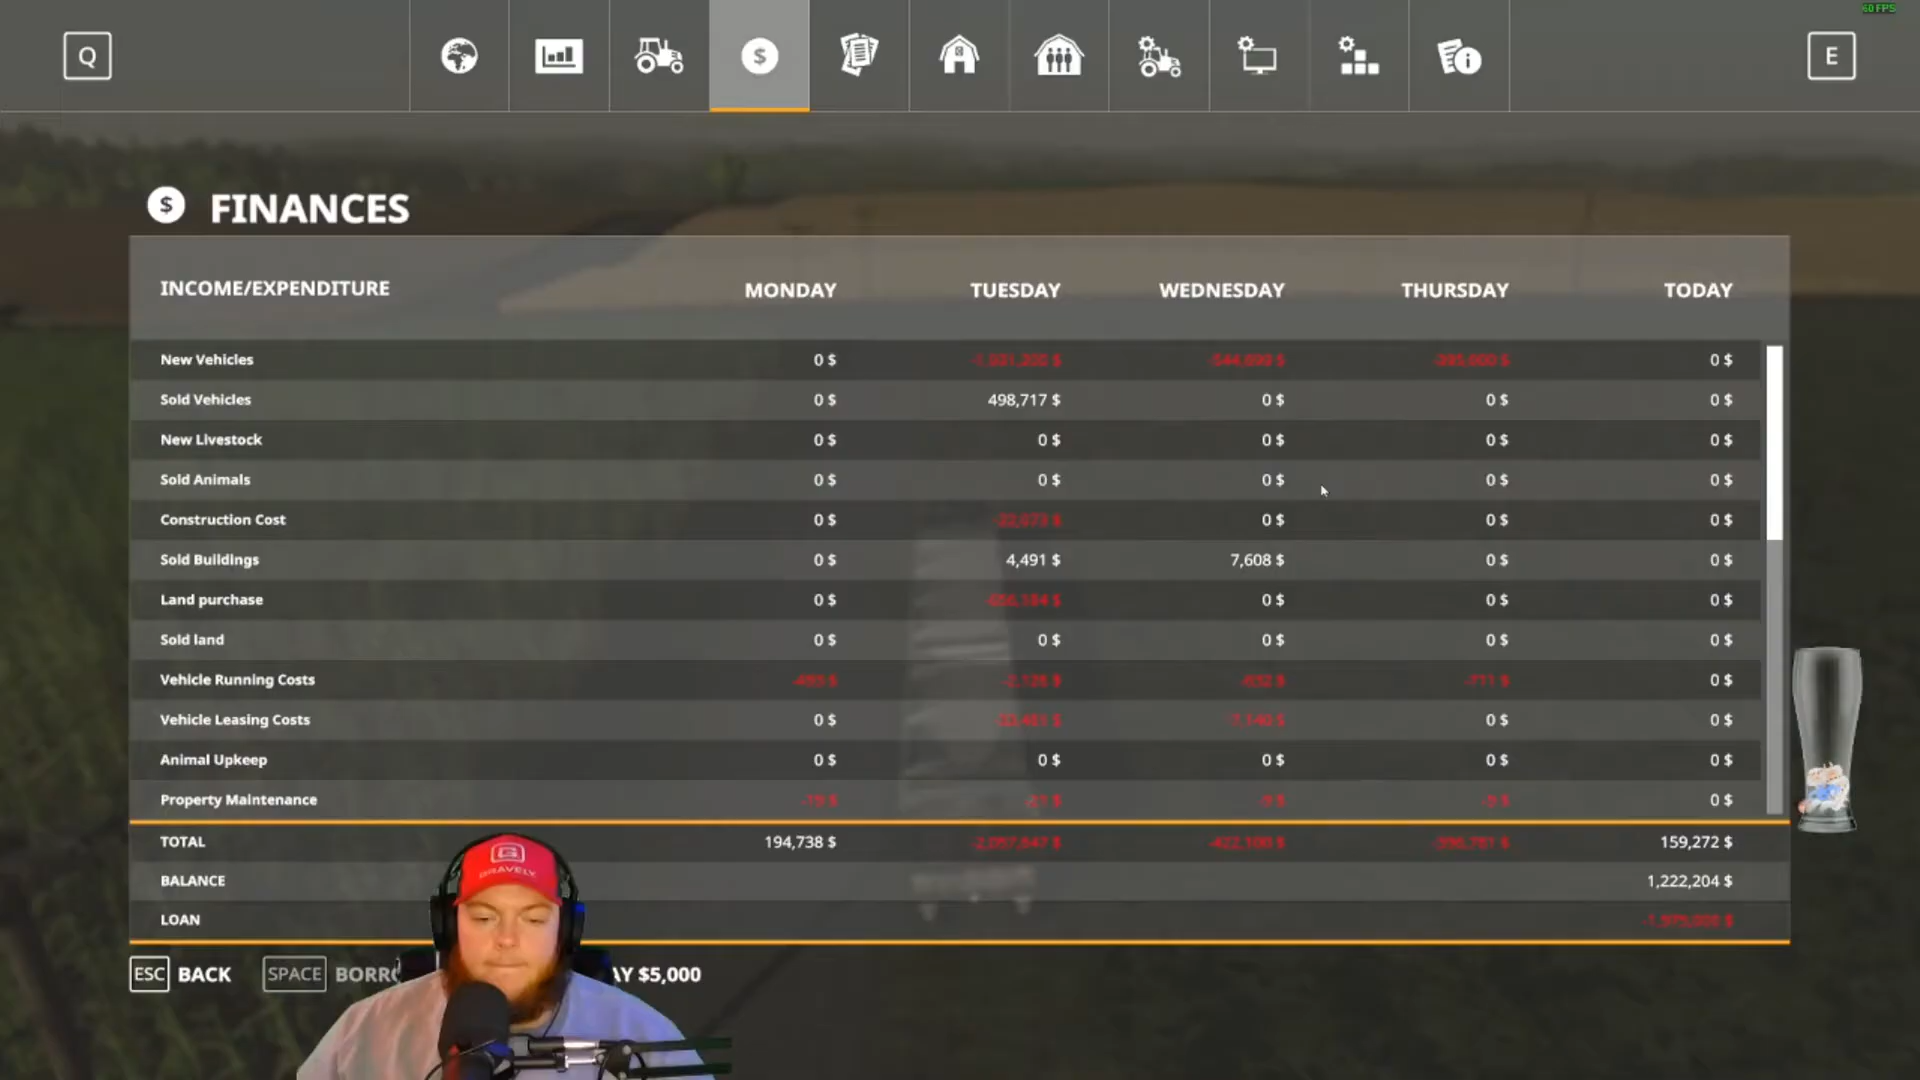 60 FPS
Q
$
E
$ FINANCES
INCOME/EXPENDITURE MONDAY TUESDAY WEDNESDAY THURSDAY TODAY
New Vehicles 0 $ 0 $
Sold Vehicles 0 $ 498,717 $ 0 $ 0 $ 0 $
New Livestock 0 $ 0 $ 0 $ 0 $ 0 $
Sold Animals 0 $ 0 $ 0 $ 0 $ 0 $
Construction Cost 0 $ 0 $ 0 $ 0 $
Sold Buildings 0 $ 4,491 $ 7,608 $ 0 $ 0 $
Land purchase 0 $ 0 $ 0 $ 0 $
Sold land 0 $ 0 $ 0 $ 0 $ 0 $
Vehicle Running Costs 0 $
Vehicle Leasing Costs 0 $ 0 $ 0 $
Animal Upkeep 0 $ 0 $ 0 $ 0 $ 0 $
Property Maintenance 0 $
TOTAL 194,738 $ 159,272 $
BALANCE 1,222,204 $
LOAN
G
GRAVELY
ESC BACK SPACE $5,000